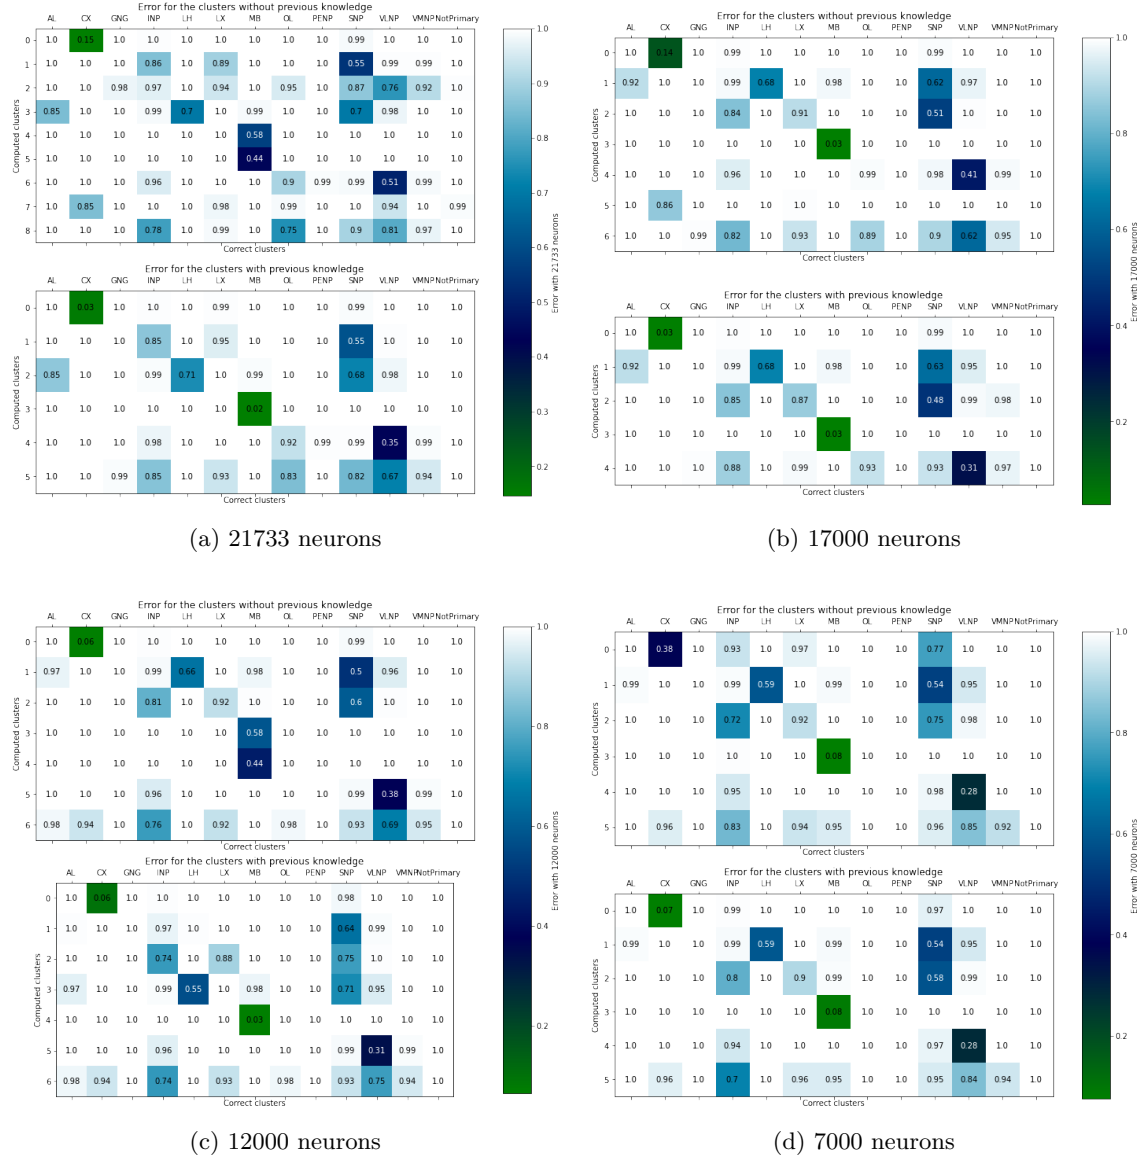 Error for the clusters without previous knowledge
AL CX GNG INP LH LX MB OL PENP SNP VLNP VMNP NotPrimary
0 1.0 0.15 1.0 1.0 1.0 1.0 1.0 1.0 1.0 0.99 1.0 1.0 1.0
1 1.0 1.0 1.0 0.86 1.0 0.89 1.0 1.0 1.0 0.55 0.99 0.99 1.0
2 1.0 1.0 0.98 0.97 1.0 0.94 1.0 0.95 1.0 0.87 0.76 0.92 1.0
3 0.85 1.0 1.0 0.99 0.7 1.0 0.99 1.0 1.0 0.7 0.98 1.0 1.0
4 1.0 1.0 1.0 1.0 1.0 1.0 0.58 1.0 1.0 1.0 1.0 1.0 1.0
5 1.0 1.0 1.0 1.0 1.0 1.0 0.44 1.0 1.0 1.0 1.0 1.0 1.0
6 1.0 1.0 1.0 0.96 1.0 1.0 1.0 0.9 0.99 0.99 0.51 0.99 1.0
7 1.0 0.85 1.0 1.0 1.0 0.98 1.0 0.99 1.0 1.0 0.94 1.0 0.99
8 1.0 1.0 1.0 0.78 1.0 0.99 1.0 0.75 1.0 0.9 0.81 0.97 1.0
Computed clusters
Correct clusters
Error for the clusters with previous knowledge
AL CX GNG INP LH LX MB OL PENP SNP VLNP VMNP NotPrimary
0 1.0 0.03 1.0 1.0 1.0 0.99 1.0 1.0 1.0 0.99 1.0 1.0 1.0
1 1.0 1.0 1.0 0.85 1.0 0.95 1.0 1.0 1.0 0.55 1.0 1.0 1.0
2 0.85 1.0 1.0 0.99 0.71 1.0 0.99 1.0 1.0 0.68 0.98 1.0 1.0
3 1.0 1.0 1.0 1.0 1.0 1.0 0.02 1.0 1.0 1.0 1.0 1.0 1.0
4 1.0 1.0 1.0 0.98 1.0 1.0 1.0 0.92 0.99 0.99 0.35 0.99 1.0
5 1.0 1.0 0.99 0.85 1.0 0.93 1.0 0.83 1.0 0.82 0.67 0.94 1.0
Computed clusters
Correct clusters
1.0
0.9
0.8
0.7
0.6
0.5
0.4
0.3
0.2
Error with 21733 neurons
(a) 21733 neurons
Error for the clusters without previous knowledge
AL CX GNG INP LH LX MB OL PENP SNP VLNP VMNP NotPrimary
0 1.0 0.14 1.0 0.99 1.0 1.0 1.0 1.0 1.0 0.99 1.0 1.0 1.0
1 0.92 1.0 1.0 0.99 0.68 1.0 0.98 1.0 1.0 0.62 0.97 1.0 1.0
2 1.0 1.0 1.0 0.84 1.0 0.91 1.0 1.0 1.0 0.51 1.0 1.0 1.0
3 1.0 1.0 1.0 1.0 1.0 1.0 0.03 1.0 1.0 1.0 1.0 1.0 1.0
4 1.0 1.0 1.0 0.96 1.0 1.0 1.0 0.99 1.0 0.98 0.41 0.99 1.0
5 1.0 0.86 1.0 1.0 1.0 1.0 1.0 1.0 1.0 1.0 1.0 1.0 1.0
6 1.0 1.0 0.99 0.82 1.0 0.93 1.0 0.89 1.0 0.9 0.62 0.95 1.0
Computed clusters
Correct clusters
Error for the clusters with previous knowledge
AL CX GNG INP LH LX MB OL PENP SNP VLNP VMNP NotPrimary
0 1.0 0.03 1.0 1.0 1.0 1.0 1.0 1.0 1.0 0.99 1.0 1.0 1.0
1 0.92 1.0 1.0 0.99 0.68 1.0 0.98 1.0 1.0 0.63 0.95 1.0 1.0
2 1.0 1.0 1.0 0.85 1.0 0.87 1.0 1.0 1.0 0.48 0.99 0.98 1.0
3 1.0 1.0 1.0 1.0 1.0 1.0 0.03 1.0 1.0 1.0 1.0 1.0 1.0
4 1.0 1.0 1.0 0.88 1.0 0.99 1.0 0.93 1.0 0.93 0.31 0.97 1.0
Computed clusters
Correct clusters
1.0
0.8
0.6
0.4
0.2
Error with 17000 neurons
(b) 17000 neurons
Error for the clusters without previous knowledge
AL CX GNG INP LH LX MB OL PENP SNP VLNP VMNP NotPrimary
0 1.0 0.06 1.0 1.0 1.0 1.0 1.0 1.0 1.0 0.99 1.0 1.0 1.0
1 0.97 1.0 1.0 0.99 0.66 1.0 0.98 1.0 1.0 0.5 0.96 1.0 1.0
2 1.0 1.0 1.0 0.81 1.0 0.92 1.0 1.0 1.0 0.6 1.0 1.0 1.0
3 1.0 1.0 1.0 1.0 1.0 1.0 0.58 1.0 1.0 1.0 1.0 1.0 1.0
4 1.0 1.0 1.0 1.0 1.0 1.0 0.44 1.0 1.0 1.0 1.0 1.0 1.0
5 1.0 1.0 1.0 0.96 1.0 1.0 1.0 1.0 1.0 0.99 0.38 0.99 1.0
6 0.98 0.94 1.0 0.76 1.0 0.92 1.0 0.98 1.0 0.93 0.69 0.95 1.0
Computed clusters
Error for the clusters with previous knowledge
AL CX GNG INP LH LX MB OL PENP SNP VLNP VMNP NotPrimary
0 1.0 0.06 1.0 1.0 1.0 1.0 1.0 1.0 1.0 0.98 1.0 1.0 1.0
1 1.0 1.0 1.0 0.97 1.0 1.0 1.0 1.0 1.0 0.64 0.99 1.0 1.0
2 1.0 1.0 1.0 0.74 1.0 0.88 1.0 1.0 1.0 0.75 1.0 1.0 1.0
3 0.97 1.0 1.0 0.99 0.55 1.0 0.98 1.0 1.0 0.71 0.95 1.0 1.0
4 1.0 1.0 1.0 1.0 1.0 1.0 0.03 1.0 1.0 1.0 1.0 1.0 1.0
5 1.0 1.0 1.0 0.96 1.0 1.0 1.0 1.0 1.0 0.99 0.31 0.99 1.0
6 0.98 0.94 1.0 0.74 1.0 0.93 1.0 0.98 1.0 0.93 0.75 0.94 1.0
Computed clusters
Correct clusters
1.0
0.8
0.6
0.4
0.2
Error with 12000 neurons
(c) 12000 neurons
Error for the clusters without previous knowledge
AL CX GNG INP LH LX MB OL PENP SNP VLNP VMNP NotPrimary
0 1.0 0.38 1.0 0.93 1.0 0.97 1.0 1.0 1.0 0.77 1.0 1.0 1.0
1 0.99 1.0 1.0 0.99 0.59 1.0 0.99 1.0 1.0 0.54 0.95 1.0 1.0
2 1.0 1.0 1.0 0.72 1.0 0.92 1.0 1.0 1.0 0.75 0.98 1.0 1.0
3 1.0 1.0 1.0 1.0 1.0 1.0 0.08 1.0 1.0 1.0 1.0 1.0 1.0
4 1.0 1.0 1.0 0.95 1.0 1.0 1.0 1.0 1.0 0.98 0.28 1.0 1.0
5 1.0 0.96 1.0 0.83 1.0 0.94 0.95 1.0 1.0 0.96 0.85 0.92 1.0
Computed clusters
Error for the clusters with previous knowledge
AL CX GNG INP LH LX MB OL PENP SNP VLNP VMNP NotPrimary
0 1.0 0.07 1.0 0.99 1.0 1.0 1.0 1.0 1.0 0.97 1.0 1.0 1.0
1 0.99 1.0 1.0 0.99 0.59 1.0 0.99 1.0 1.0 0.54 0.95 1.0 1.0
2 1.0 1.0 1.0 0.8 1.0 0.9 0.99 1.0 1.0 0.58 0.99 1.0 1.0
3 1.0 1.0 1.0 1.0 1.0 1.0 0.08 1.0 1.0 1.0 1.0 1.0 1.0
4 1.0 1.0 1.0 0.94 1.0 1.0 1.0 1.0 1.0 0.97 0.28 1.0 1.0
5 1.0 0.96 1.0 0.7 1.0 0.96 0.95 1.0 1.0 0.95 0.84 0.94 1.0
Computed clusters
Correct clusters
1.0
0.8
0.6
0.4
0.2
Error with 7000 neurons
(d) 7000 neurons